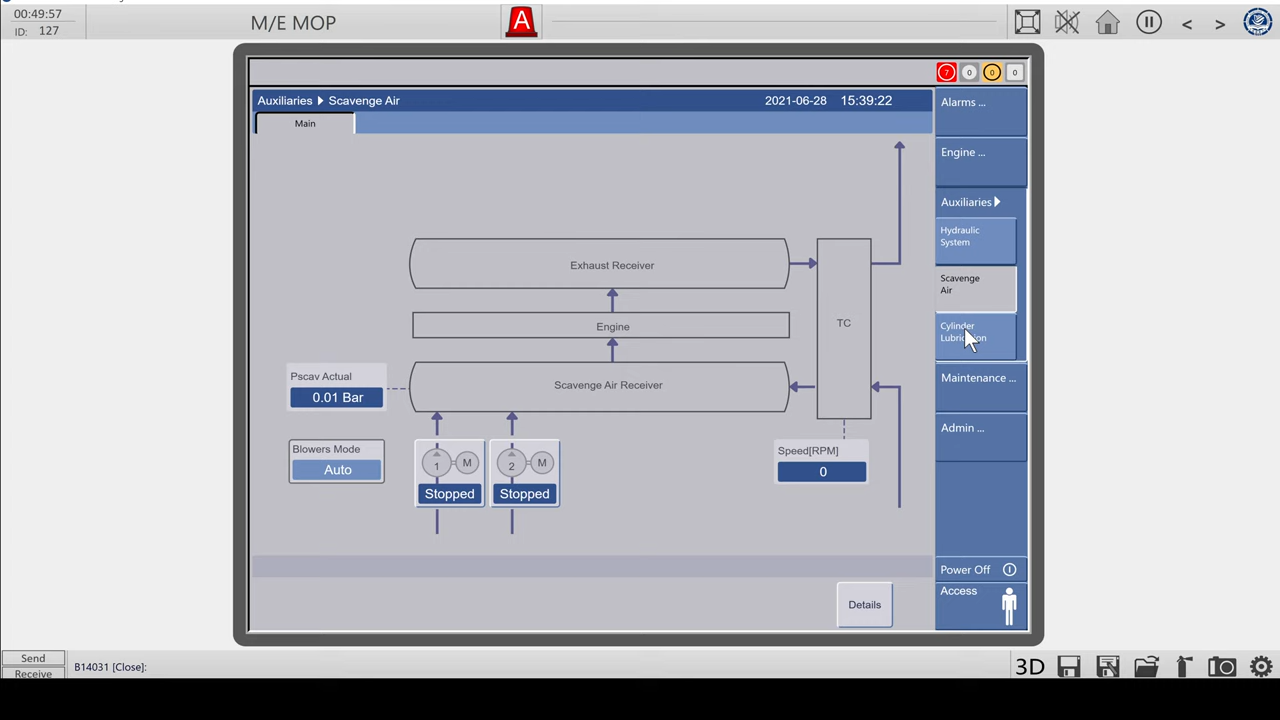 00:49:57
ID: 127
M/E MOP
A
7
0
0
0
Auxiliaries ▶ Scavenge Air
2021-06-28
15:39:22
Main
Alarms ...
Engine ...
Auxiliaries ▶
Hydraulic
System
Scavenge
Air
Cylinder
Maintenance ...
Admin ...
Power Off
Access
Exhaust Receiver
Engine
TC
Scavenge Air Receiver
Pscav Actual
0.01 Bar
Blowers Mode
Auto
1
M
Stopped
2
M
Stopped
Speed[RPM]
0
Details
Send
Receive
B14031 [Close]:
3D